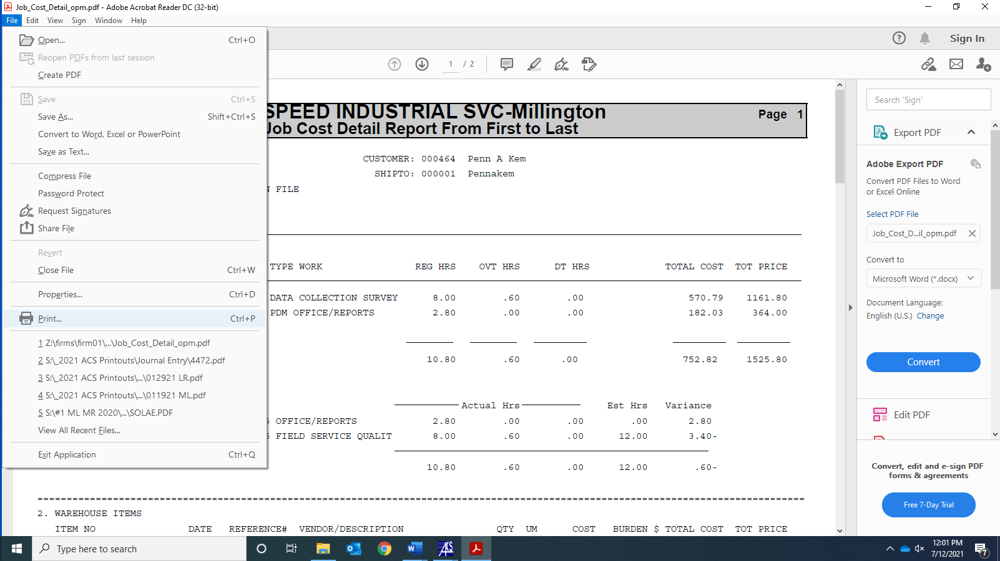 Job_Cost_Detail_opm.pdf - Adobe Acrobat Reader DC (32-bit)
File Edit View Sign Window Help
Open... Ctrl+O
Reopen PDFs from last session
Create PDF
Save Ctrl+S
Save As... Shift+Ctrl+S
Convert to Word, Excel or PowerPoint
Save as Text...
Compress File
Password Protect
Request Signatures
Share File
Revert
Close File Ctrl+W
Properties... Ctrl+D
Print... Ctrl+P
1 Z:\firms\firm01\...\Job_Cost_Detail_opm.pdf
2 S:\_2021 ACS Printouts\Journal Entry\4472.pdf
3 S:\_2021 ACS Printouts\...\012921 LR.pdf
4 S:\_2021 ACS Printouts\...\011921 ML.pdf
5 S:\#1 ML MR 2020\...\SOLAE.PDF
View All Recent Files...
Exit Application Ctrl+Q
Sign In
1 / 2
SPEED INDUSTRIAL SVC-Millington Page 1
Job Cost Detail Report From First to Last
CUSTOMER: 000464 Penn A Kem
SHIPTO: 000001 Pennakem
FILE
TYPE WORK REG HRS OVT HRS DT HRS TOTAL COST TOT PRICE
DATA COLLECTION SURVEY 8.00 .60 .00 570.79 1161.80
PDM OFFICE/REPORTS 2.80 .00 .00 182.03 364.00
10.80 .60 .00 752.82 1525.80
Actual Hrs Est Hrs Variance
OFFICE/REPORTS 2.80 .00 .00 .00 2.80
FIELD SERVICE QUALIT 8.00 .60 .00 12.00 3.40-
10.80 .60 .00 12.00 .60-
2. WAREHOUSE ITEMS
ITEM NO DATE REFERENCE# VENDOR/DESCRIPTION QTY UM COST BURDEN $ TOTAL COST TOT PRICE
Search 'Sign'
Export PDF
Adobe Export PDF
Convert PDF Files to Word
or Excel Online
Select PDF File
Job_Cost_D...il_opm.pdf
Convert to
Microsoft Word (*.docx)
Document Language:
English (U.S.) Change
Convert
Edit PDF
Convert, edit and e-sign PDF
forms & agreements
Free 7-Day Trial
Type here to search
ACS
12:01 PM
7/12/2021
7